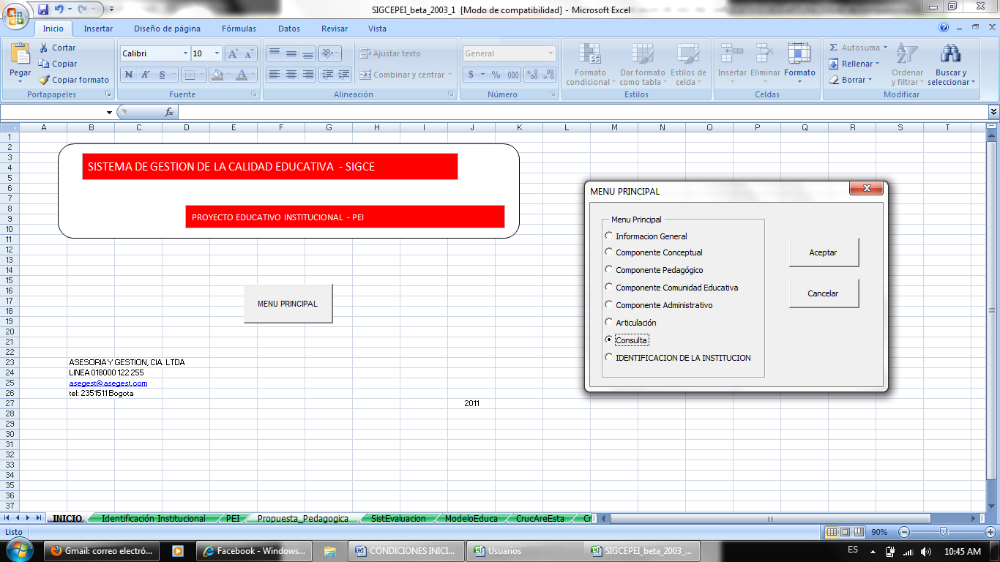 SIGCEPEI_beta_2003_1 [Modo de compatibilidad] - Microsoft Excel
Inicio Insertar Diseño de página Fórmulas Datos Revisar Vista
Pegar
Cortar
Copiar
Copiar formato
Portapapeles
Calibri 10
N K S
Fuente
Ajustar texto
Combinar y centrar
Alineación
General
$ % 000
Número
Formato condicional
Dar formato como tabla
Estilos de celda
Estilos
Insertar Eliminar Formato
Celdas
Autosuma
Rellenar
Borrar
Ordenar y filtrar
Buscar y seleccionar
Modificar
fx
A B C D E F G H I J K L M N O P Q R S T
1
2
3
4
5
6
7
8
9
10
11
12
13
14
15
16
17
18
19
20
21
22
23
24
25
26
27
28
29
30
31
32
33
34
35
36
37
SISTEMA DE GESTION DE LA CALIDAD EDUCATIVA - SIGCE
PROYECTO EDUCATIVO INSTITUCIONAL - PEI
MENU PRINCIPAL
ASESORIA Y GESTION, CIA. LTDA
LINEA 018000 122 255
asegest@asegest.com
tel: 2351511 Bogota
2011
MENU PRINCIPAL
Menu Principal
Informacion General
Componente Conceptual
Componente Pedagógico
Componente Comunidad Educativa
Componente Administrativo
Articulación
Consulta
IDENTIFICACION DE LA INSTITUCION
Aceptar
Cancelar
INICIO Identificación Institucional PEI Propuesta_Pedagogica SistEvaluacion ModeloEduca CrucAreEsta Cr
Listo 90%
Gmail: correo electró... Facebook - Windows... CONDICIONES INICI... Usuarios SIGCEPEI_beta_2003_... ES 10:45 AM